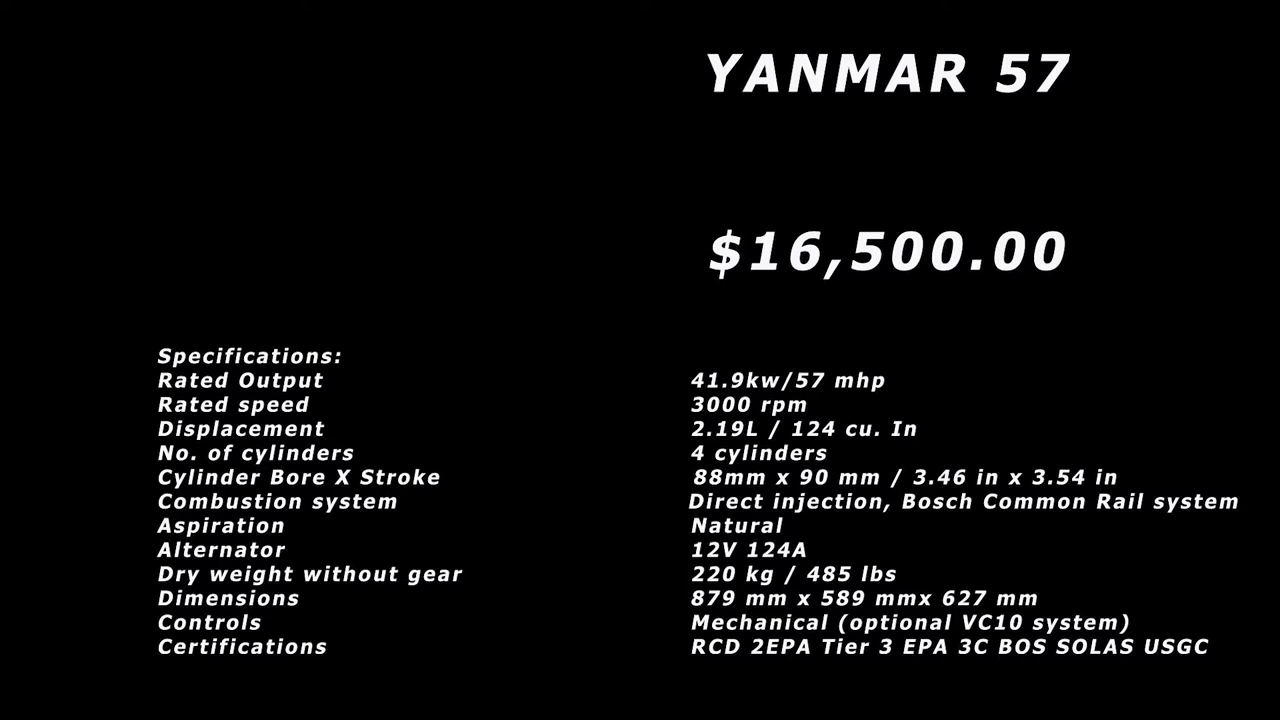 YANMAR 57
$16,500.00
Specifications:
Rated Output 41.9kw/57 mhp
Rated speed 3000 rpm
Displacement 2.19L / 124 cu. In
No. of cylinders 4 cylinders
Cylinder Bore X Stroke 88mm x 90 mm / 3.46 in x 3.54 in
Combustion system Direct injection, Bosch Common Rail system
Aspiration Natural
Alternator 12V 124A
Dry weight without gear 220 kg / 485 lbs
Dimensions 879 mm x 589 mmx 627 mm
Controls Mechanical (optional VC10 system)
Certifications RCD 2EPA Tier 3 EPA 3C BOS SOLAS USGC